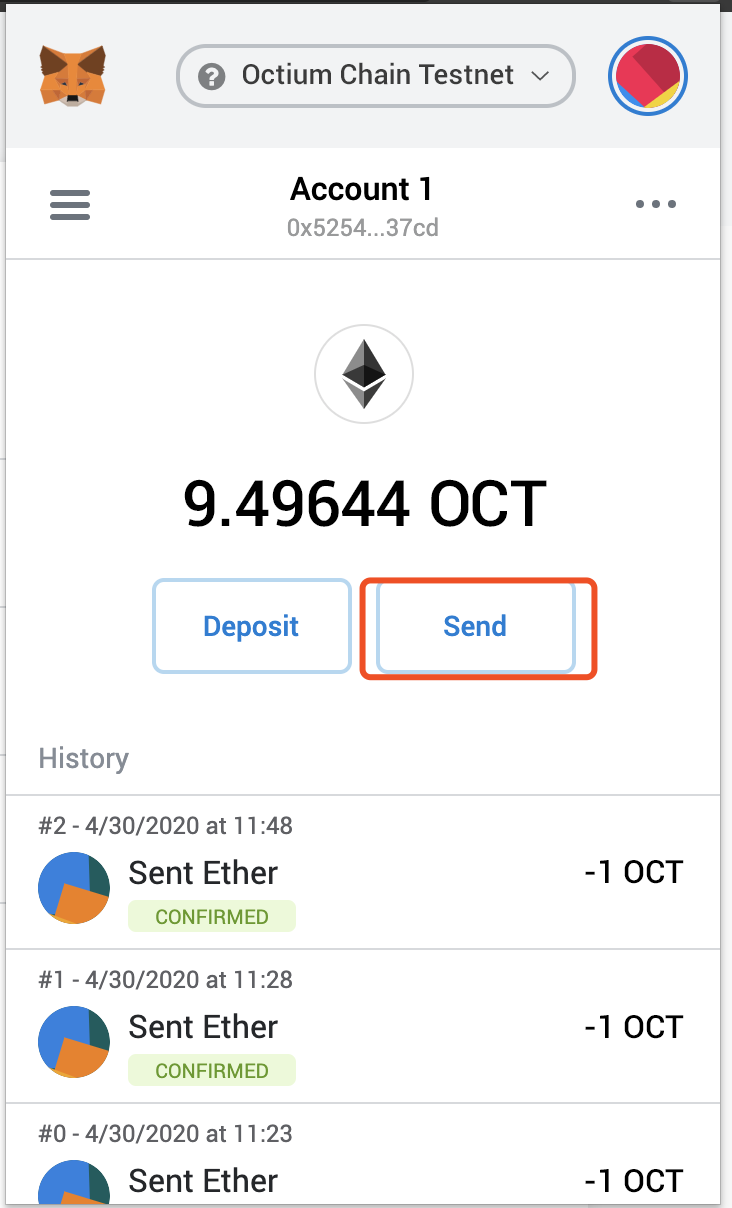 ? Octium Chain Testnet
Account 1
0x5254...37cd
9.49644 OCT
Deposit Send
History
#2 - 4/30/2020 at 11:48
Sent Ether -1 OCT
CONFIRMED
#1 - 4/30/2020 at 11:28
Sent Ether -1 OCT
CONFIRMED
#0 - 4/30/2020 at 11:23
Sent Ether -1 OCT